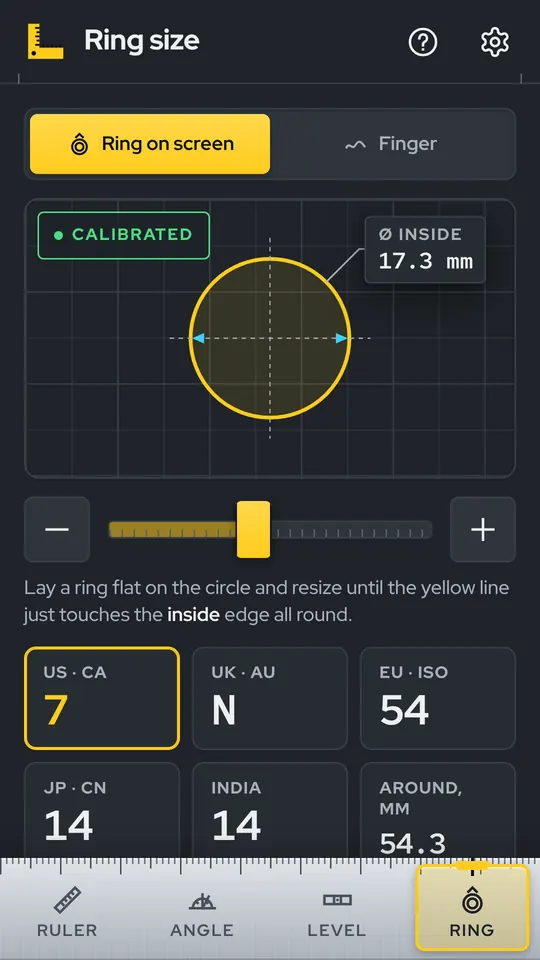 Ring size
Ring on screen
Finger
CALIBRATED
Ø INSIDE
17.3 mm
Lay a ring flat on the circle and resize until the yellow line
just touches the inside edge all round.
US · CA
7
UK · AU
N
EU · ISO
54
JP · CN
14
INDIA
14
AROUND,
MM
54.3
RULER
ANGLE
LEVEL
RING